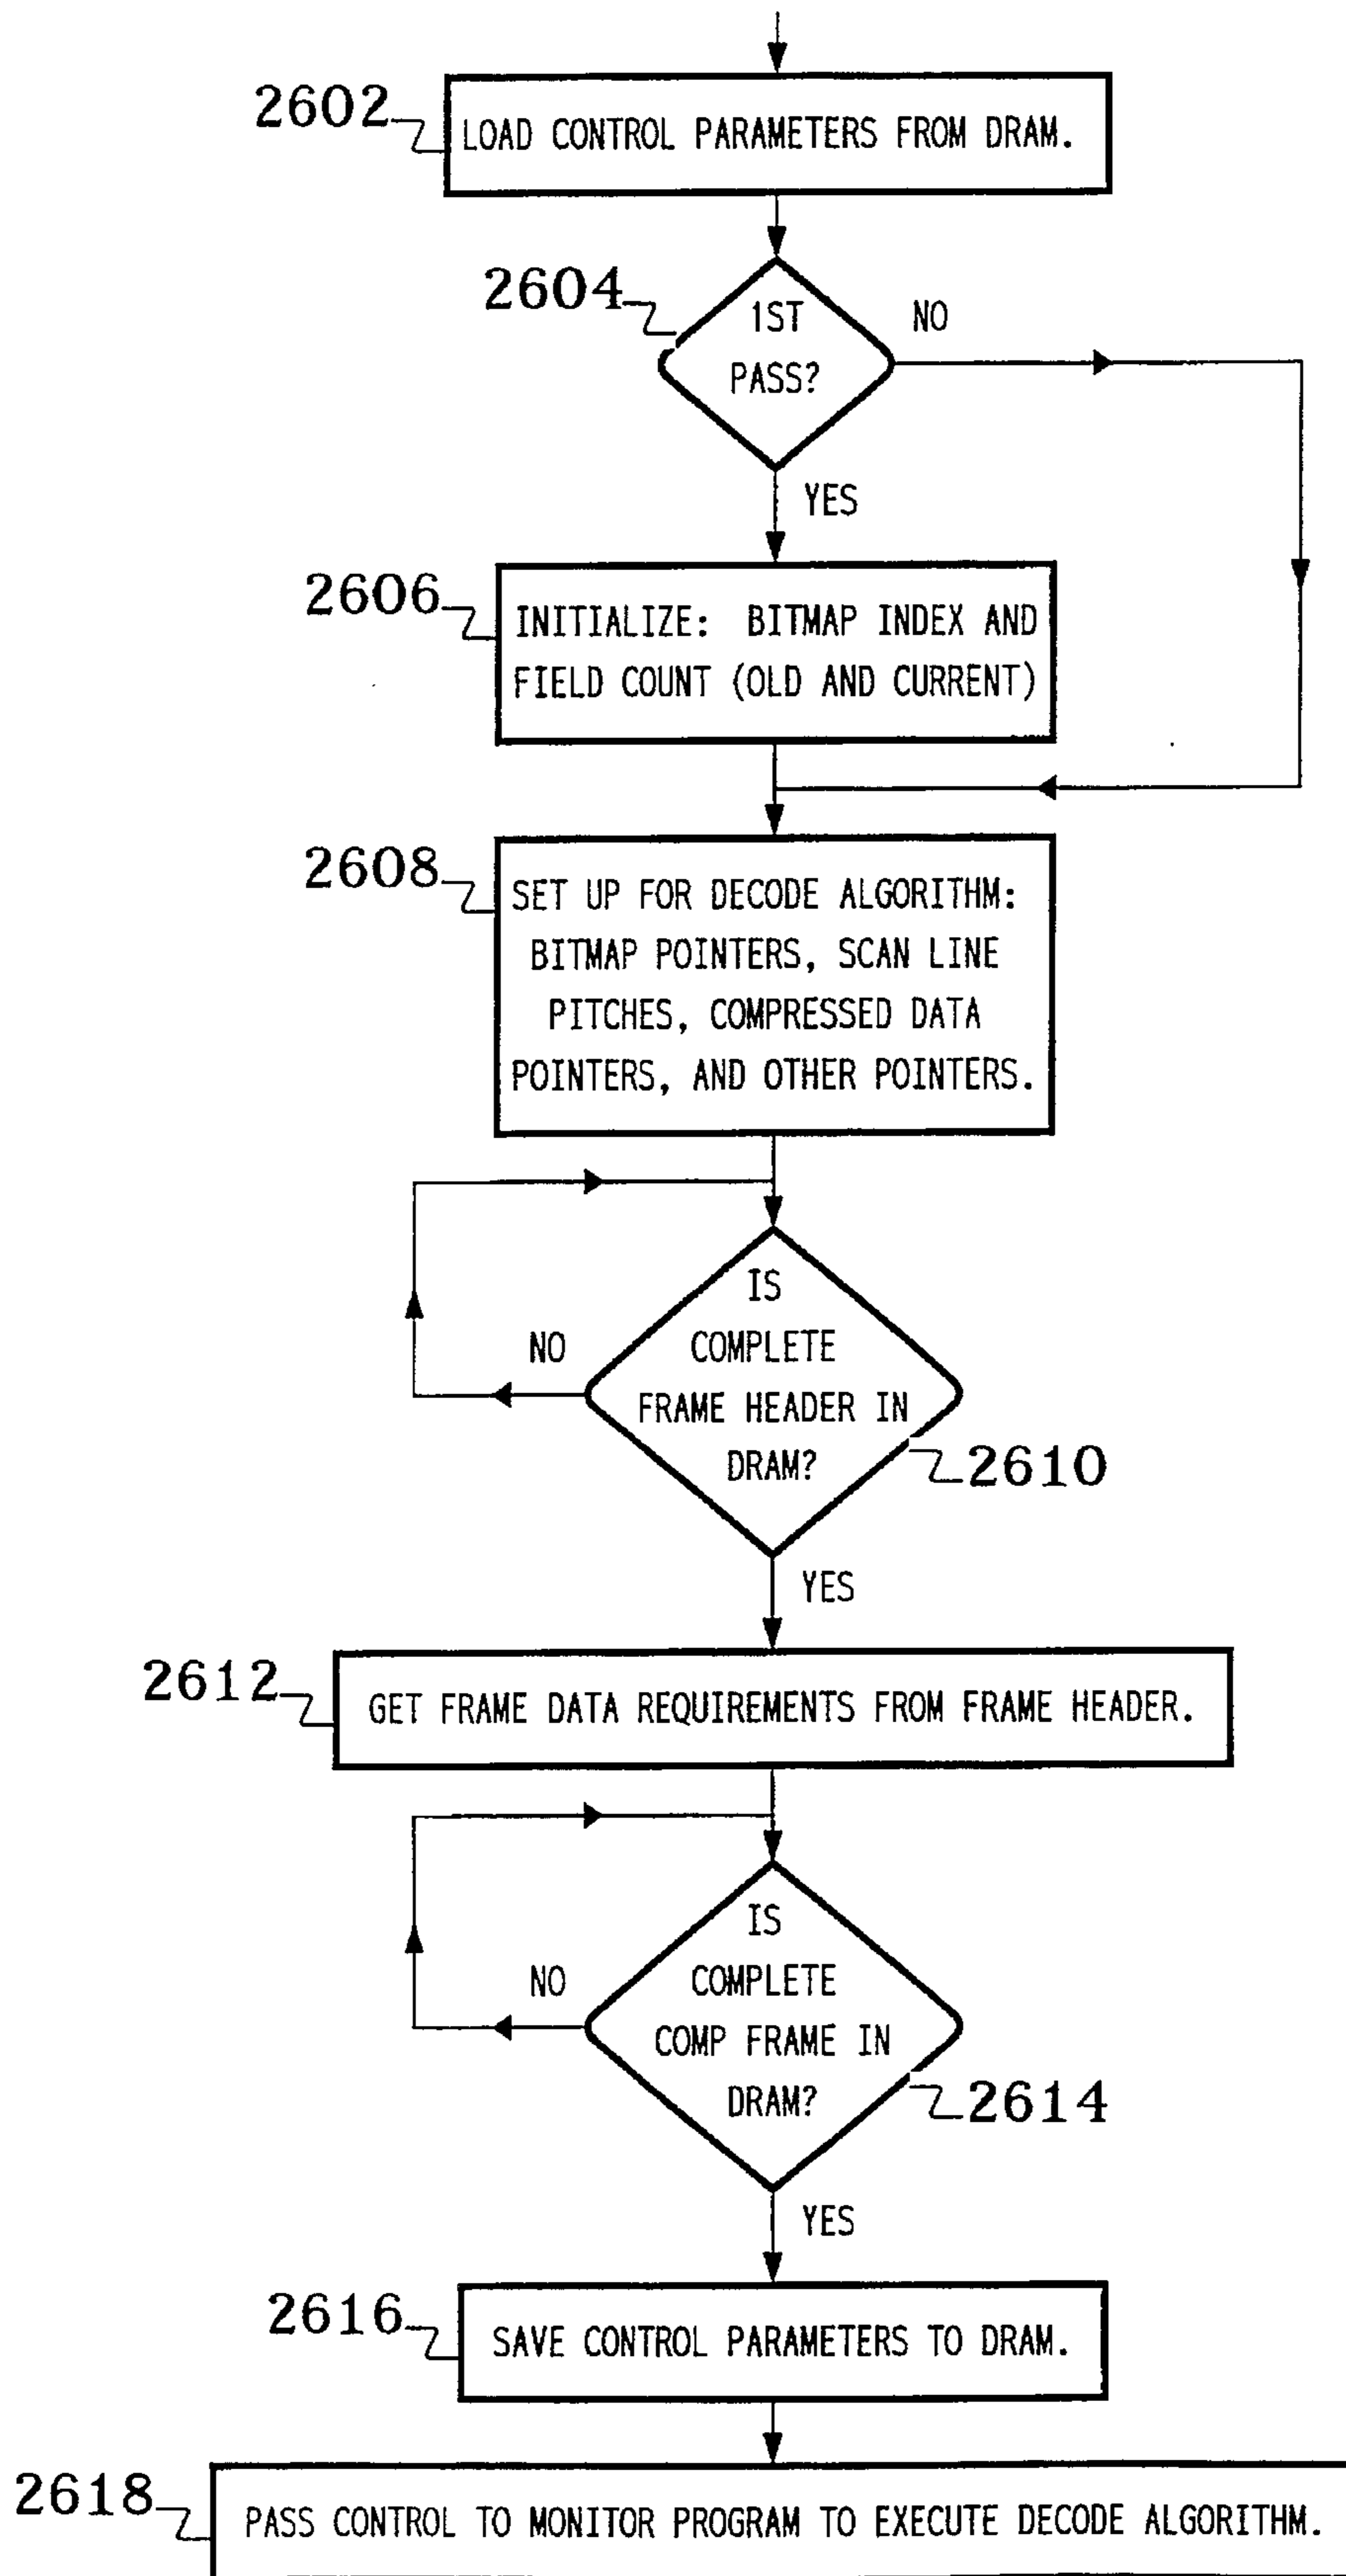 2602
LOAD CONTROL PARAMETERS FROM DRAM.
2604
1ST
PASS?
NO
YES
2606
INITIALIZE: BITMAP INDEX AND
FIELD COUNT (OLD AND CURRENT)
2608
SET UP FOR DECODE ALGORITHM:
BITMAP POINTERS, SCAN LINE
PITCHES, COMPRESSED DATA
POINTERS, AND OTHER POINTERS.
IS
COMPLETE
FRAME HEADER IN
DRAM?
NO
2610
YES
2612
GET FRAME DATA REQUIREMENTS FROM FRAME HEADER.
IS
COMPLETE
COMP FRAME IN
DRAM?
NO
2614
YES
2616
SAVE CONTROL PARAMETERS TO DRAM.
2618
PASS CONTROL TO MONITOR PROGRAM TO EXECUTE DECODE ALGORITHM.